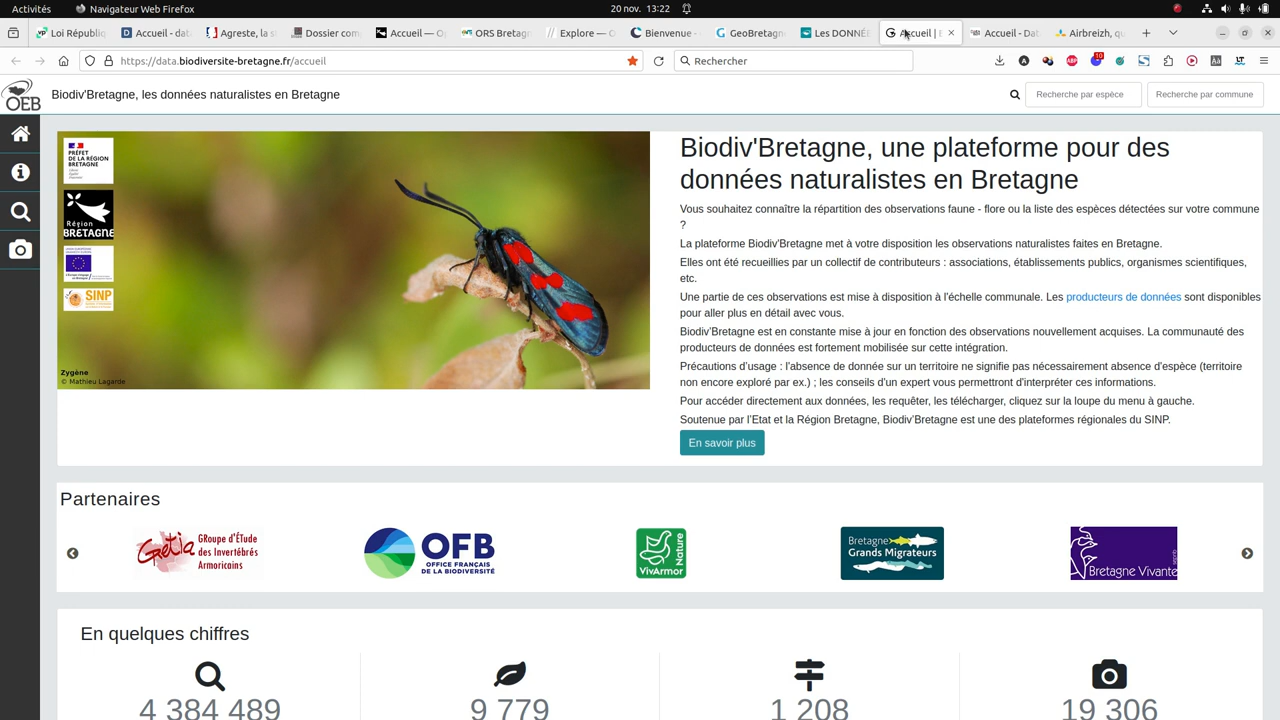 Activités
Navigateur Web Firefox
20 nov. 13:22
Loi Républiq
Accueil - dat
Agreste, la s
Dossier com
Accueil — O
ORS Bretagn
Explore — O
Bienvenue -
GeoBretagn
Les DONNÉE
Accueil | B
Accueil - Dat
Airbreizh, qu
https://data.biodiversite-bretagne.fr/accueil
Rechercher
ABP
10
OEB
Biodiv'Bretagne, les données naturalistes en Bretagne
Recherche par espèce
Recherche par commune
PRÉFET
DE LA RÉGION
BRETAGNE
Région
BRETAGNE
SINP
Zygène
© Mathieu Lagarde
Biodiv'Bretagne, une plateforme pour des
données naturalistes en Bretagne
Vous souhaitez connaître la répartition des observations faune - flore ou la liste des espèces détectées sur votre commune
?
La plateforme Biodiv'Bretagne met à votre disposition les observations naturalistes faites en Bretagne.
Elles ont été recueillies par un collectif de contributeurs : associations, établissements publics, organismes scientifiques,
etc.
Une partie de ces observations est mise à disposition à l'échelle communale. Les producteurs de données sont disponibles
pour aller plus en détail avec vous.
Biodiv'Bretagne est en constante mise à jour en fonction des observations nouvellement acquises. La communauté des
producteurs de données est fortement mobilisée sur cette intégration.
Précautions d'usage : l'absence de donnée sur un territoire ne signifie pas nécessairement absence d'espèce (territoire
non encore exploré par ex.) ; les conseils d'un expert vous permettront d'interpréter ces informations.
Pour accéder directement aux données, les requêter, les télécharger, cliquez sur la loupe du menu à gauche.
Soutenue par l'Etat et la Région Bretagne, Biodiv'Bretagne est une des plateformes régionales du SINP.
En savoir plus
Partenaires
Gretia
GRoupe d'Étude
des Invertébrés
Armoricains
OFB
OFFICE FRANÇAIS
DE LA BIODIVERSITÉ
VivArmor
Nature
Bretagne
Grands Migrateurs
Bretagne Vivante
En quelques chiffres
4 384 489
9 779
1 208
19 306